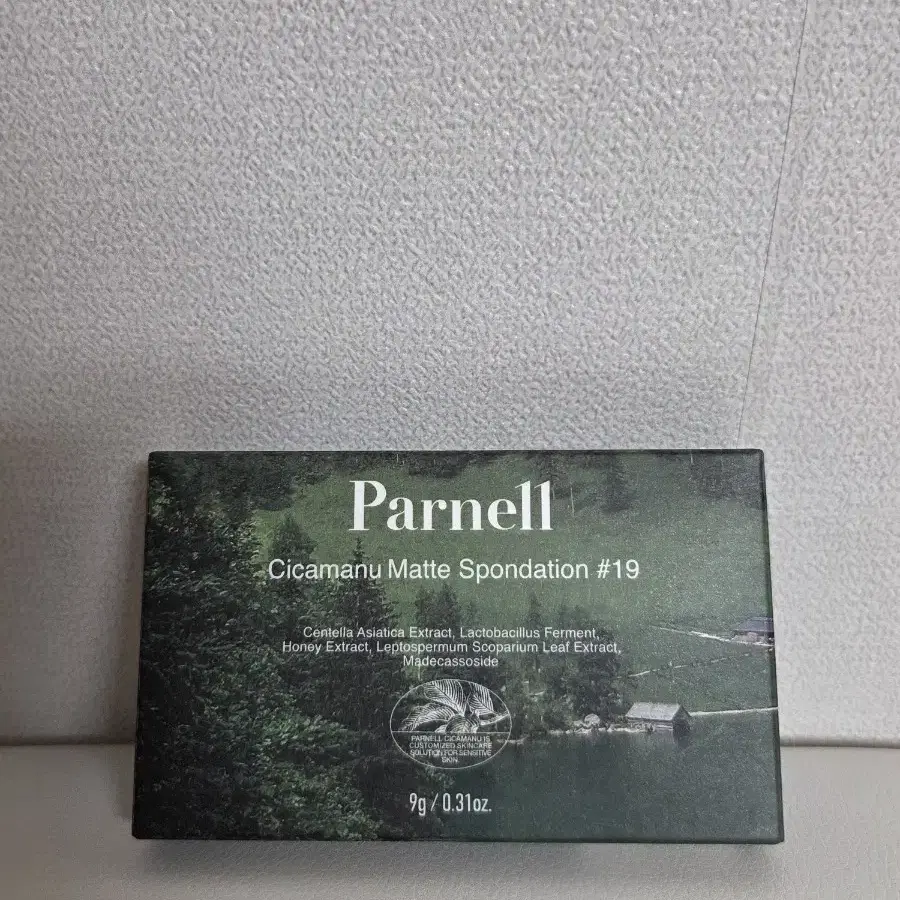 Parnell
Cicamanu Matte Spondation #19
Centella Asiatica Extract, Lactobacillus Ferment,
Honey Extract, Leptospermum Scoparium Leaf Extract,
Madecassoside
PARNELL CICAMANU IS
CUSTOMIZED SKINCARE
SOLUTION FOR SENSITIVE
SKIN.
9g / 0.31oz.